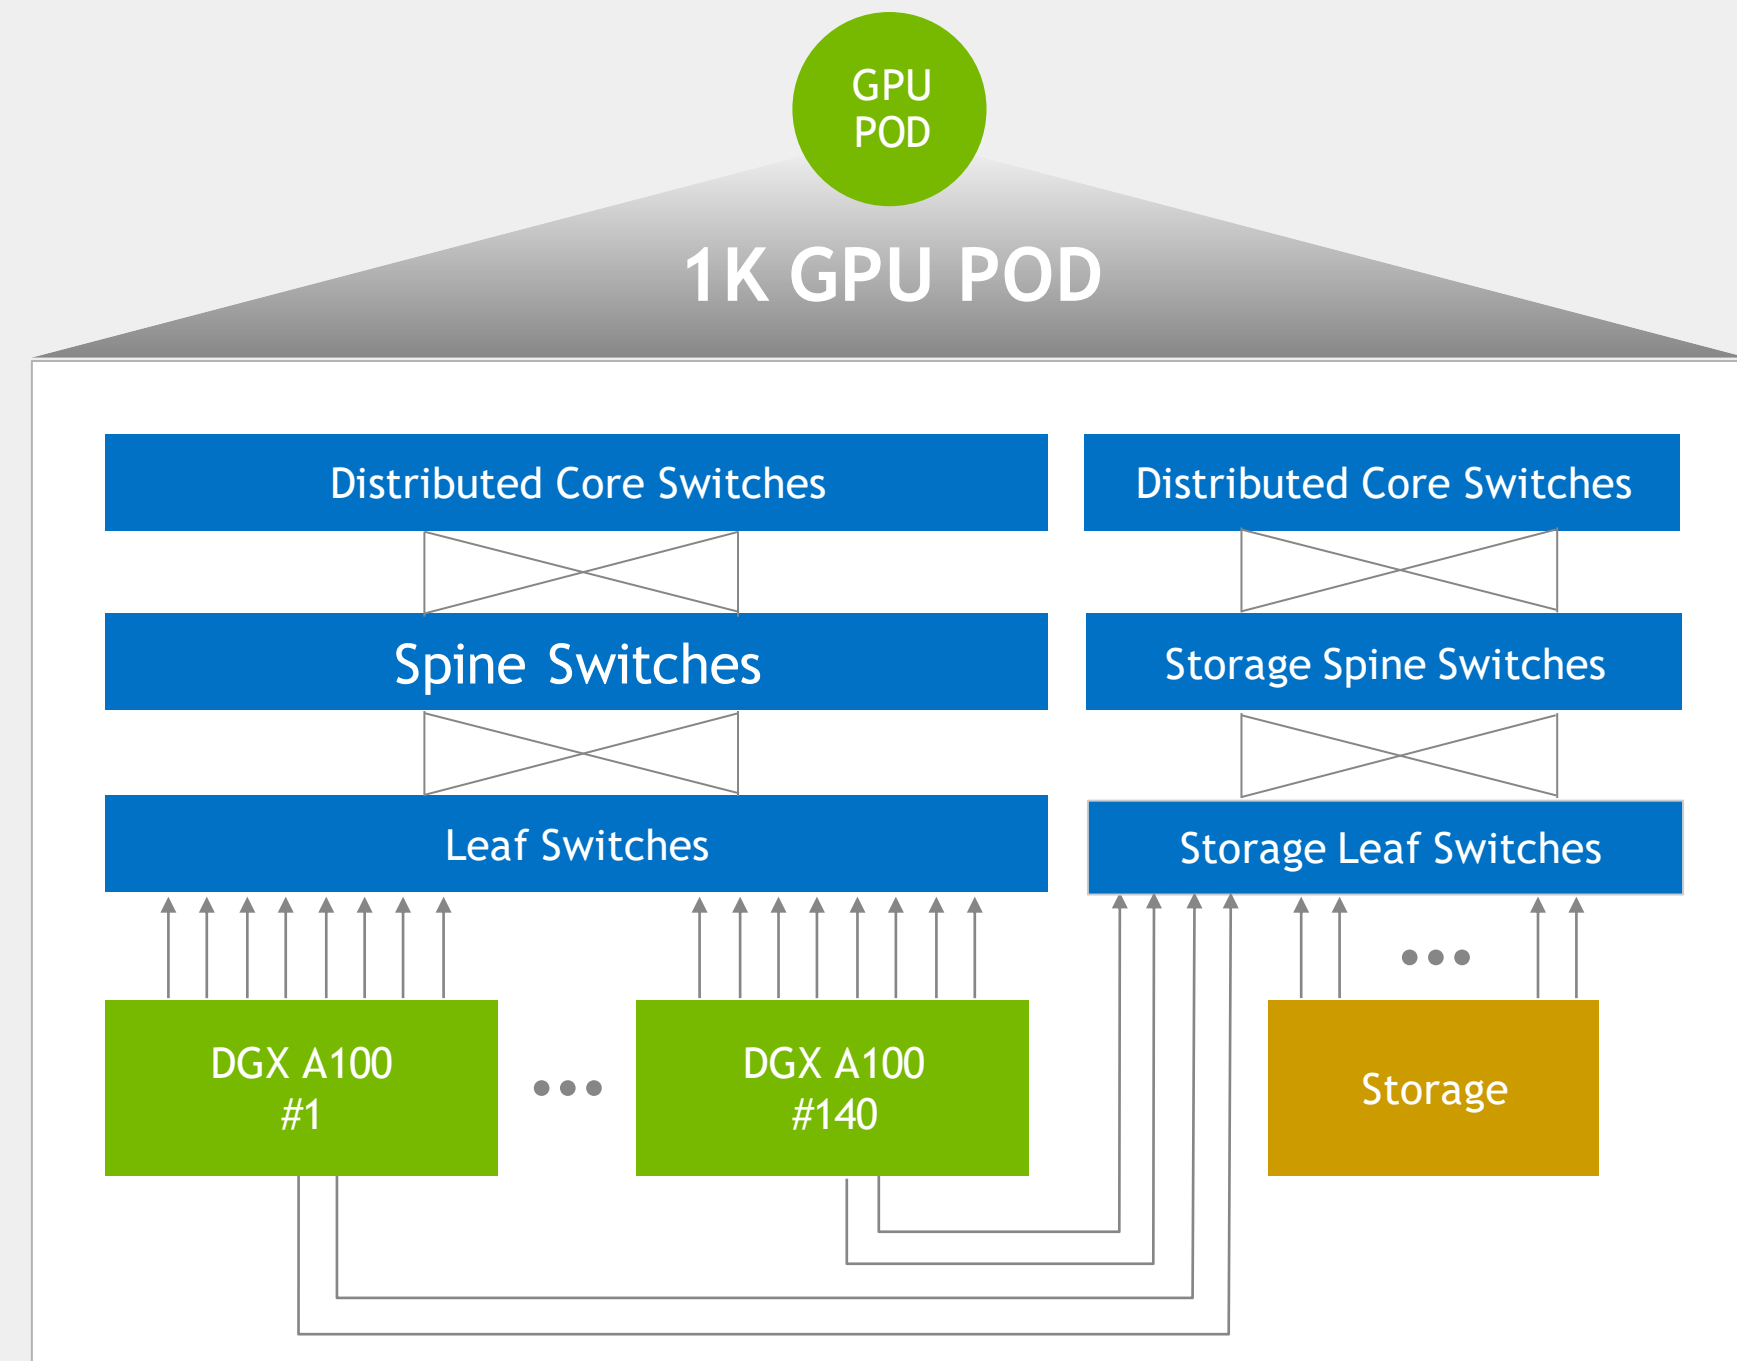 GPU
POD
1K GPU POD
Distributed Core Switches
Distributed Core Switches
Spine Switches
Storage Spine Switches
Leaf Switches
Storage Leaf Switches
DGX A100
#1
DGX A100
#140
Storage